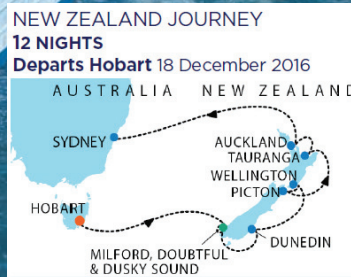 NEW ZEALAND JOURNEY
12 NIGHTS
Departs Hobart 18 December 2016
AUSTRALIA NEW ZEALAND
SYDNEY
AUCKLAND
TAURANGA
WELLINGTON
PICTON
HOBART
MILFORD, DOUBTFUL
& DUSKY SOUND
DUNEDIN